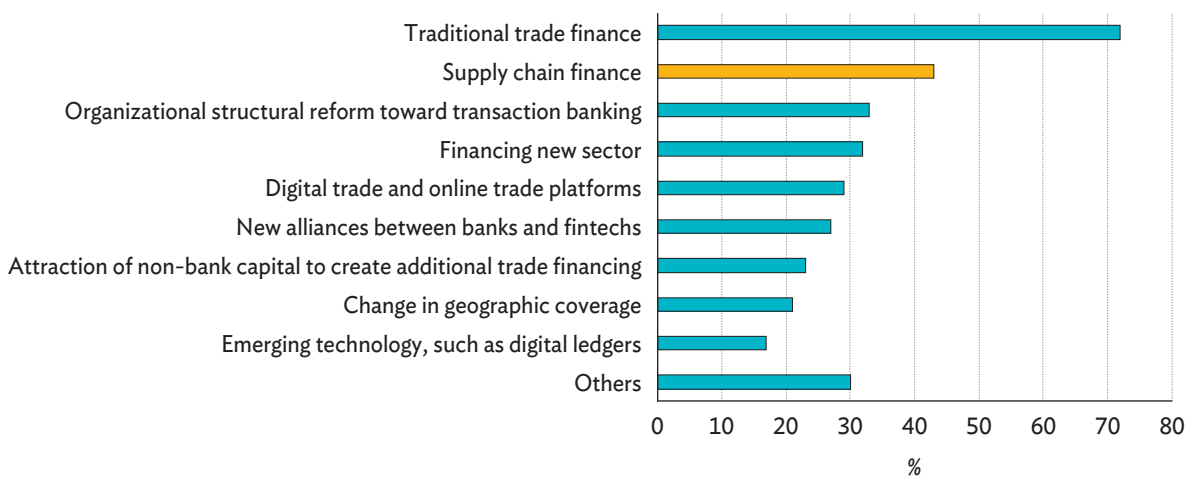 Traditional trade finance
Supply chain finance
Organizational structural reform toward transaction banking
Financing new sector
Digital trade and online trade platforms
New alliances between banks and fintechs
Attraction of non-bank capital to create additional trade financing
Change in geographic coverage
Emerging technology, such as digital ledgers
Others
0 10 20 30 40 50 60 70 80
%